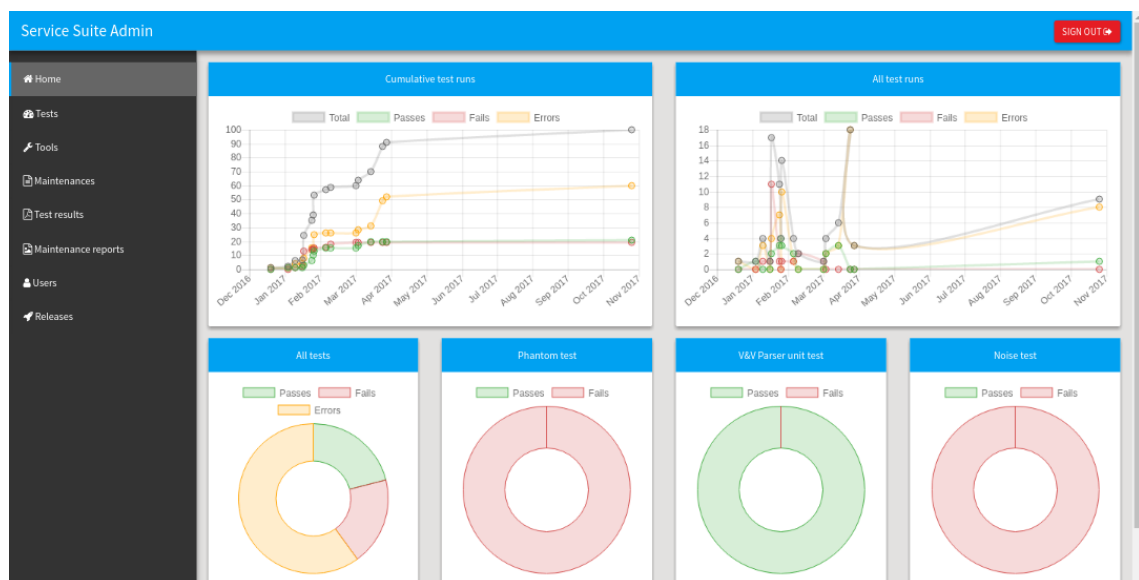 Service Suite Admin
SIGN OUT
Home
Tests
Tools
Maintenances
Test results
Maintenance reports
Users
Releases
Cumulative test runs
Total Passes Fails Errors
100
90
80
70
60
50
40
30
20
10
0
Dec 2016 Jan 2017 Feb 2017 Mar 2017 Apr 2017 May 2017 Jun 2017 Jul 2017 Aug 2017 Sep 2017 Oct 2017 Nov 2017
All test runs
Total Passes Fails Errors
18
16
14
12
10
8
6
4
2
0
Dec 2016 Jan 2017 Feb 2017 Mar 2017 Apr 2017 May 2017 Jun 2017 Jul 2017 Aug 2017 Sep 2017 Oct 2017 Nov 2017
All tests
Passes Fails
Errors
Phantom test
Passes Fails
V&V Parser unit test
Passes Fails
Noise test
Passes Fails